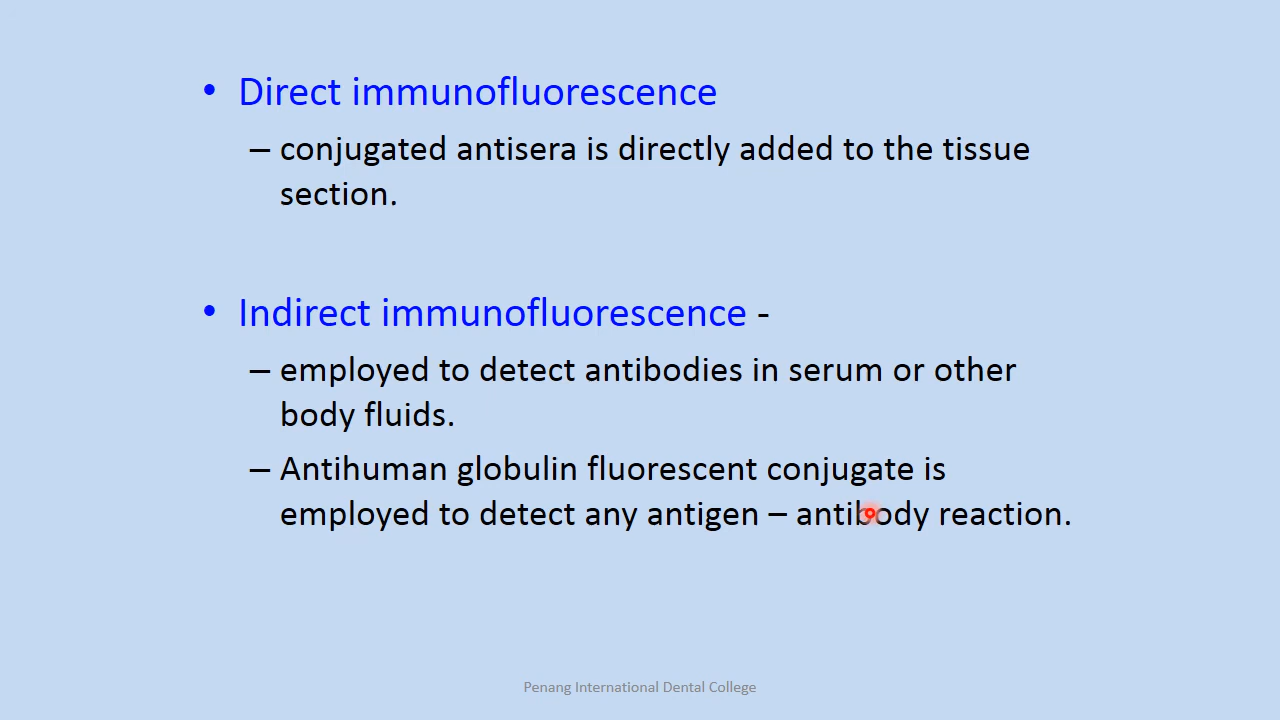 • Direct immunofluorescence
– conjugated antisera is directly added to the tissue
section.
• Indirect immunofluorescence -
– employed to detect antibodies in serum or other
body fluids.
– Antihuman globulin fluorescent conjugate is
employed to detect any antigen – antibody reaction.
Penang International Dental College